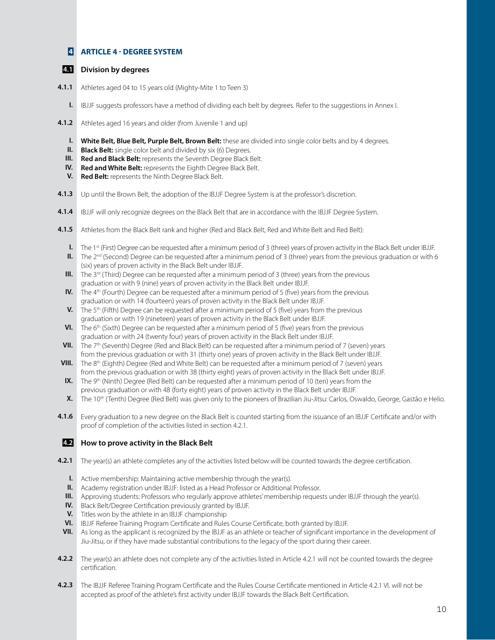 4 ARTICLE 4 - DEGREE SYSTEM
4.1 Division by degrees
4.1.1 Athletes aged 04 to 15 years old (Mighty-Mite 1 to Teen 3)
I. IBJJF suggests professors have a method of dividing each belt by degrees. Refer to the suggestions in Annex I.
4.1.2 Athletes aged 16 years and older (from Juvenile 1 and up)
I. White Belt, Blue Belt, Purple Belt, Brown Belt: these are divided into single color belts and by 4 degrees.
II. Black Belt: single color belt and divided by six (6) Degrees.
III. Red and Black Belt: represents the Seventh Degree Black Belt.
IV. Red and White Belt: represents the Eighth Degree Black Belt.
V. Red Belt: represents the Ninth Degree Black Belt.
4.1.3 Up until the Brown Belt, the adoption of the IBJJF Degree System is at the professor's discretion.
4.1.4 IBJJF will only recognize degrees on the Black Belt that are in accordance with the IBJJF Degree System.
4.1.5 Athletes from the Black Belt rank and higher (Red and Black Belt, Red and White Belt and Red Belt):
I. The 1st (First) Degree can be requested after a minimum period of 3 (three) years of proven activity in the Black Belt under IBJJF.
II. The 2nd (Second) Degree can be requested after a minimum period of 3 (three) years from the previous graduation or with 6
(six) years of proven activity in the Black Belt under IBJJF.
III. The 3rd (Third) Degree can be requested after a minimum period of 3 (three) years from the previous
graduation or with 9 (nine) years of proven activity in the Black Belt under IBJJF.
IV. The 4th (Fourth) Degree can be requested after a minimum period of 5 (five) years from the previous
graduation or with 14 (fourteen) years of proven activity in the Black Belt under IBJJF.
V. The 5th (Fifth) Degree can be requested after a minimum period of 5 (five) years from the previous
graduation or with 19 (nineteen) years of proven activity in the Black Belt under IBJJF.
VI. The 6th (Sixth) Degree can be requested after a minimum period of 5 (five) years from the previous
graduation or with 24 (twenty four) years of proven activity in the Black Belt under IBJJF.
VII. The 7th (Seventh) Degree (Red and Black Belt) can be requested after a minimum period of 7 (seven) years
from the previous graduation or with 31 (thirty one) years of proven activity in the Black Belt under IBJJF.
VIII. The 8th (Eighth) Degree (Red and White Belt) can be requested after a minimum period of 7 (seven) years
from the previous graduation or with 38 (thirty eight) years of proven activity in the Black Belt under IBJJF.
IX. The 9th (Ninth) Degree (Red Belt) can be requested after a minimum period of 10 (ten) years from the
previous graduation or with 48 (forty eight) years of proven activity in the Black Belt under IBJJF.
X. The 10th (Tenth) Degree (Red Belt) was given only to the pioneers of Brazilian Jiu-Jitsu: Carlos, Oswaldo, George, Gastão e Helio.
4.1.6 Every graduation to a new degree on the Black Belt is counted starting from the issuance of an IBJJF Certificate and/or with
proof of completion of the activities listed in section 4.2.1.
4.2 How to prove activity in the Black Belt
4.2.1 The year(s) an athlete completes any of the activities listed below will be counted towards the degree certification.
I. Active membership: Maintaining active membership through the year(s).
II. Academy registration under IBJJF: listed as a Head Professor or Additional Professor.
III. Approving students: Professors who regularly approve athletes' membership requests under IBJJF through the year(s).
IV. Black Belt/Degree Certification previously granted by IBJJF.
V. Titles won by the athlete in an IBJJF championship
VI. IBJJF Referee Training Program Certificate and Rules Course Certificate, both granted by IBJJF.
VII. As long as the applicant is recognized by the IBJJF as an athlete or teacher of significant importance in the development of
Jiu-Jitsu, or if they have made substantial contributions to the legacy of the sport during their career.
4.2.2 The year(s) an athlete does not complete any of the activities listed in Article 4.2.1 will not be counted towards the degree
certification.
4.2.3 The IBJJF Referee Training Program Certificate and the Rules Course Certificate mentioned in Article 4.2.1 VI. will not be
accepted as proof of the athlete's first activity under IBJJF towards the Black Belt Certification.
10